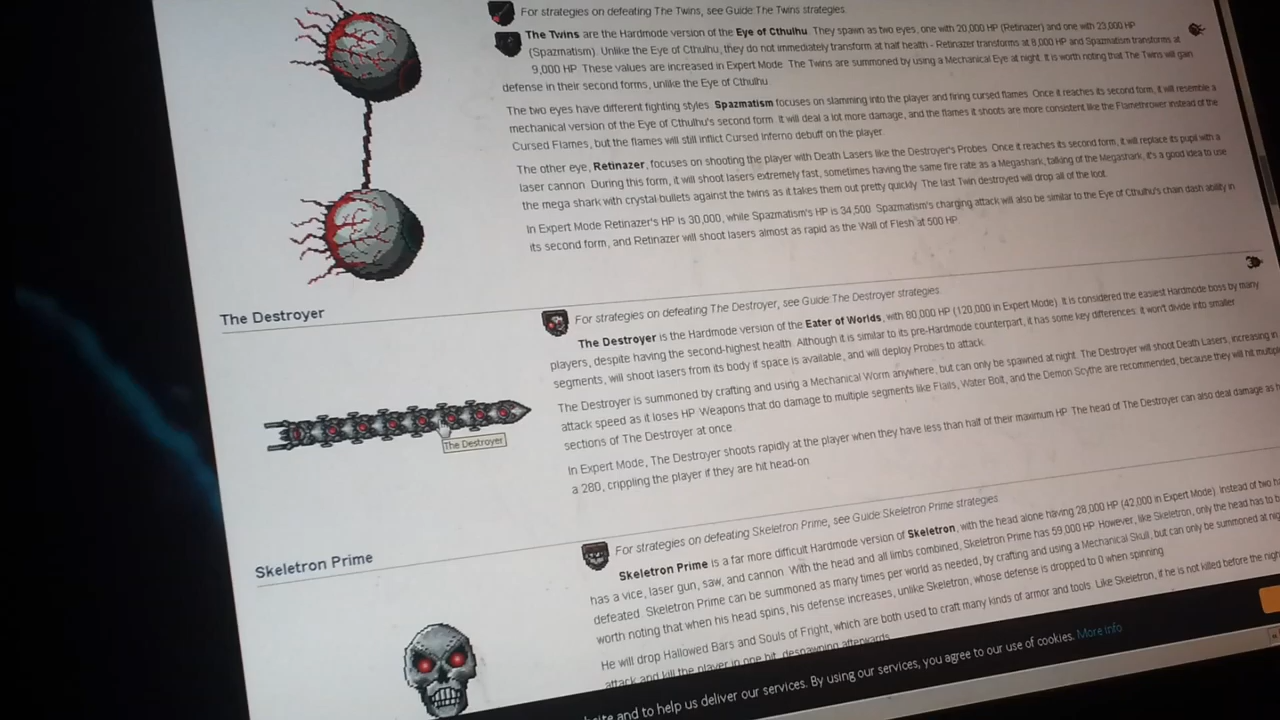 For strategies on defeating The Twins, see Guide:The Twins strategies.
The Twins are the Hardmode version of the Eye of Cthulhu. They spawn as two eyes, one with 20,000 HP (Retinazer) and one with 23,000 HP
(Spazmatism). Unlike the Eye of Cthulhu, they do not immediately transform at half health - Retinazer transforms at 8,000 HP and Spazmatism transforms at
9,000 HP. These values are increased in Expert Mode. The Twins are summoned by using a Mechanical Eye at night. It is worth noting that The Twins will gain
defense in their second forms, unlike the Eye of Cthulhu.
The two eyes have different fighting styles. Spazmatism focuses on slamming into the player and firing cursed flames. Once it reaches its second form, it will resemble a
mechanical version of the Eye of Cthulhu's second form. It will deal a lot more damage, and the flames it shoots are more consistent like the Flamethrower instead of the
Cursed Flames, but the flames will still inflict Cursed Inferno debuff on the player.
The other eye, Retinazer, focuses on shooting the player with Death Lasers like the Destroyer's Probes. Once it reaches its second form, it will replace its pupil with a
laser cannon. During this form, it will shoot lasers extremely fast, sometimes having the same fire rate as a Megashark, talking of the Megashark, it's a good idea to use
the mega shark with crystal bullets against the twins as it takes them out pretty quickly. The last Twin destroyed will drop all of the loot.
In Expert Mode Retinazer's HP is 30,000, while Spazmatism's HP is 34,500. Spazmatism's charging attack will also be similar to the Eye of Cthulhu's chain dash ability in
its second form, and Retinazer will shoot lasers almost as rapid as the Wall of Flesh at 500 HP.
The Destroyer
For strategies on defeating The Destroyer, see Guide:The Destroyer strategies.
The Destroyer is the Hardmode version of the Eater of Worlds, with 80,000 HP (120,000 in Expert Mode). It is considered the easiest Hardmode boss by many
players, despite having the second-highest health. Although it is similar to its pre-Hardmode counterpart, it has some key differences: it won't divide into smaller
segments, will shoot lasers from its body if space is available, and will deploy Probes to attack.
The Destroyer is summoned by crafting and using a Mechanical Worm anywhere, but can only be spawned at night. The Destroyer will shoot Death Lasers, increasing in
attack speed as it loses HP. Weapons that do damage to multiple segments like Flails, Water Bolt, and the Demon Scythe are recommended, because they will hit multiple
sections of The Destroyer at once.
The Destroyer
In Expert Mode, The Destroyer shoots rapidly at the player when they have less than half of their maximum HP. The head of The Destroyer can also deal damage as h
a 280, crippling the player if they are hit head-on.
Skeletron Prime
For strategies on defeating Skeletron Prime, see Guide:Skeletron Prime strategies.
Skeletron Prime is a far more difficult Hardmode version of Skeletron, with the head alone having 28,000 HP (42,000 in Expert Mode). Instead of two ha
has a vice, laser gun, saw, and cannon. With the head and all limbs combined, Skeletron Prime has 59,000 HP. However, like Skeletron, only the head has to b
defeated. Skeletron Prime can be summoned as many times per world as needed, by crafting and using a Mechanical Skull, but can only be summoned at nig
worth noting that when his head spins, his defense increases, unlike Skeletron, whose defense is dropped to 0 when spinning.
He will drop Hallowed Bars and Souls of Fright, which are both used to craft many kinds of armor and tools. Like Skeletron, if he is not killed before the nigh
attack and kill the player in one hit, despawning afterwards.
site and to help us deliver our services. By using our services, you agree to our use of cookies. More info